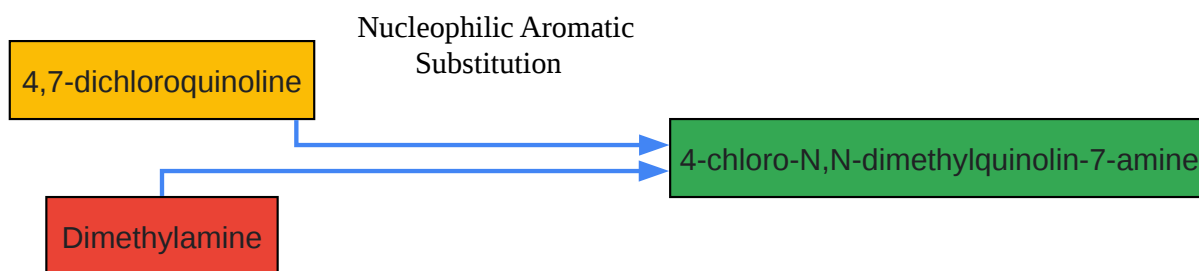 Nucleophilic Aromatic
Substitution
4,7-dichloroquinoline
4-chloro-N,N-dimethylquinolin-7-amine
Dimethylamine